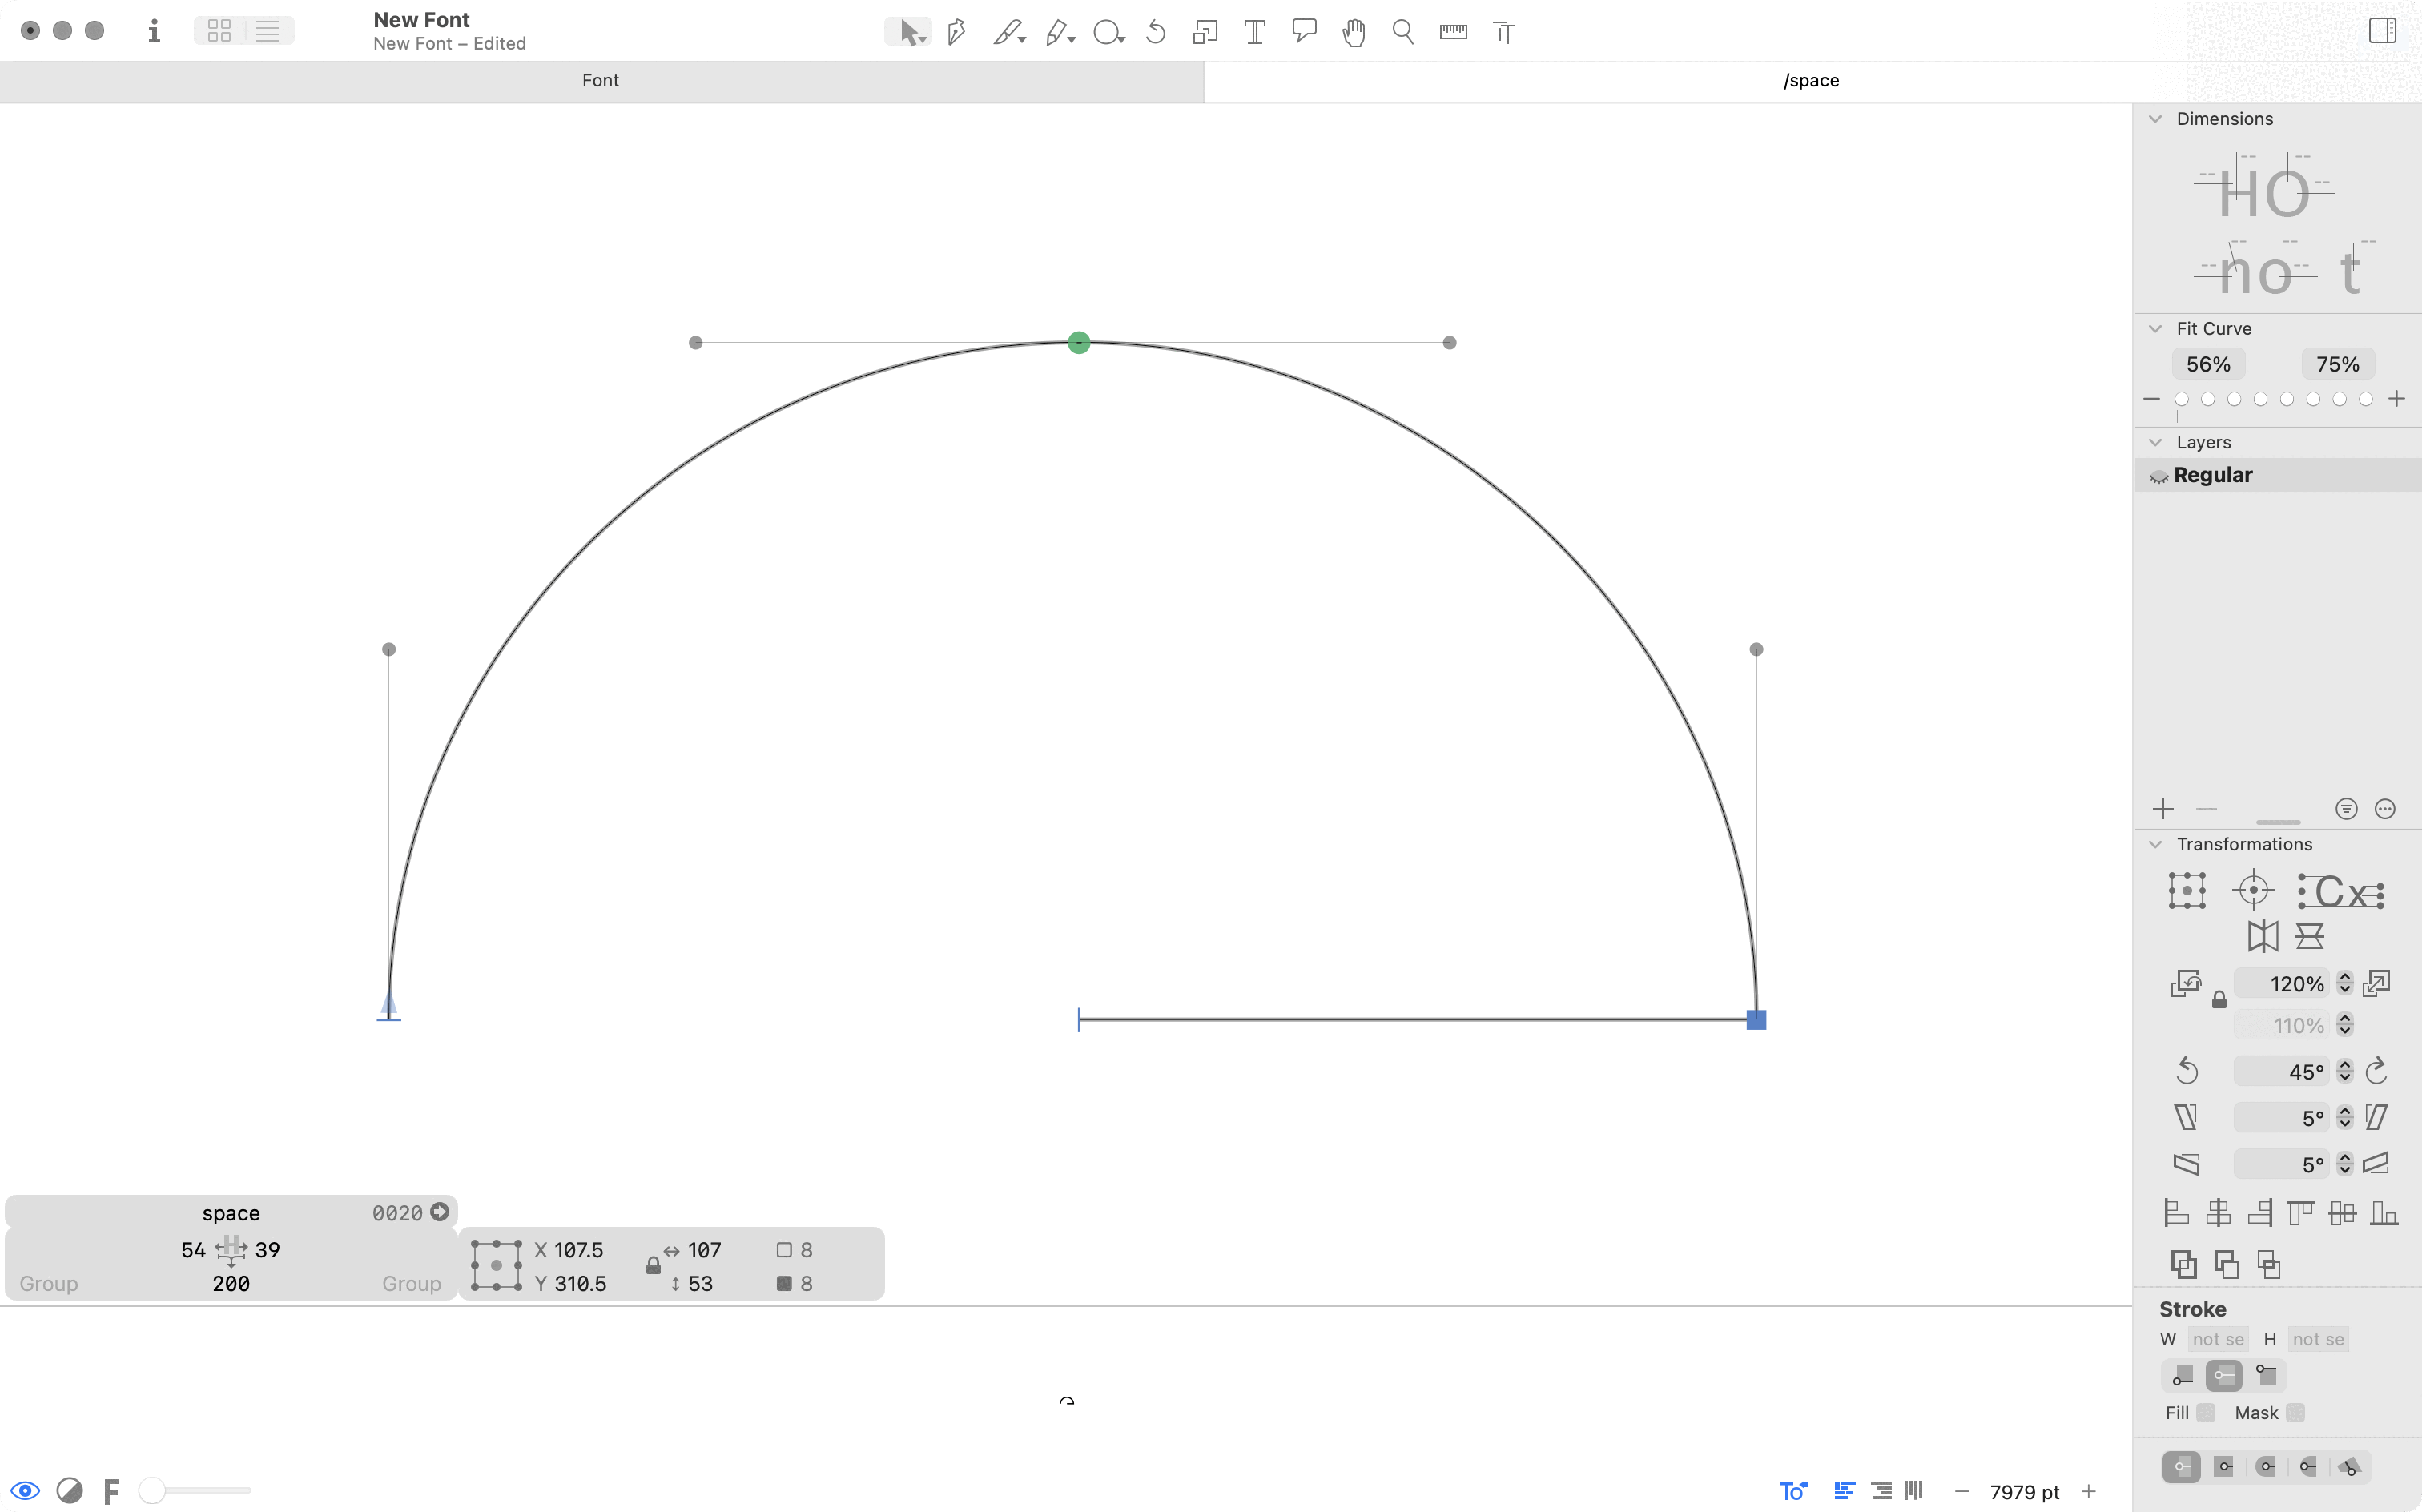 New Font
New Font – Edited
Font
/space
Dimensions
HO
no t
Fit Curve
56% 75%
Layers
Regular
Transformations
Cx
120%
110%
45°
5°
5°
space 0020
54 H 39
Group 200 Group
X 107.5 107 8
Y 310.5 53 8
Stroke
W not se H not se
Fill Mask
F
To
7979 pt